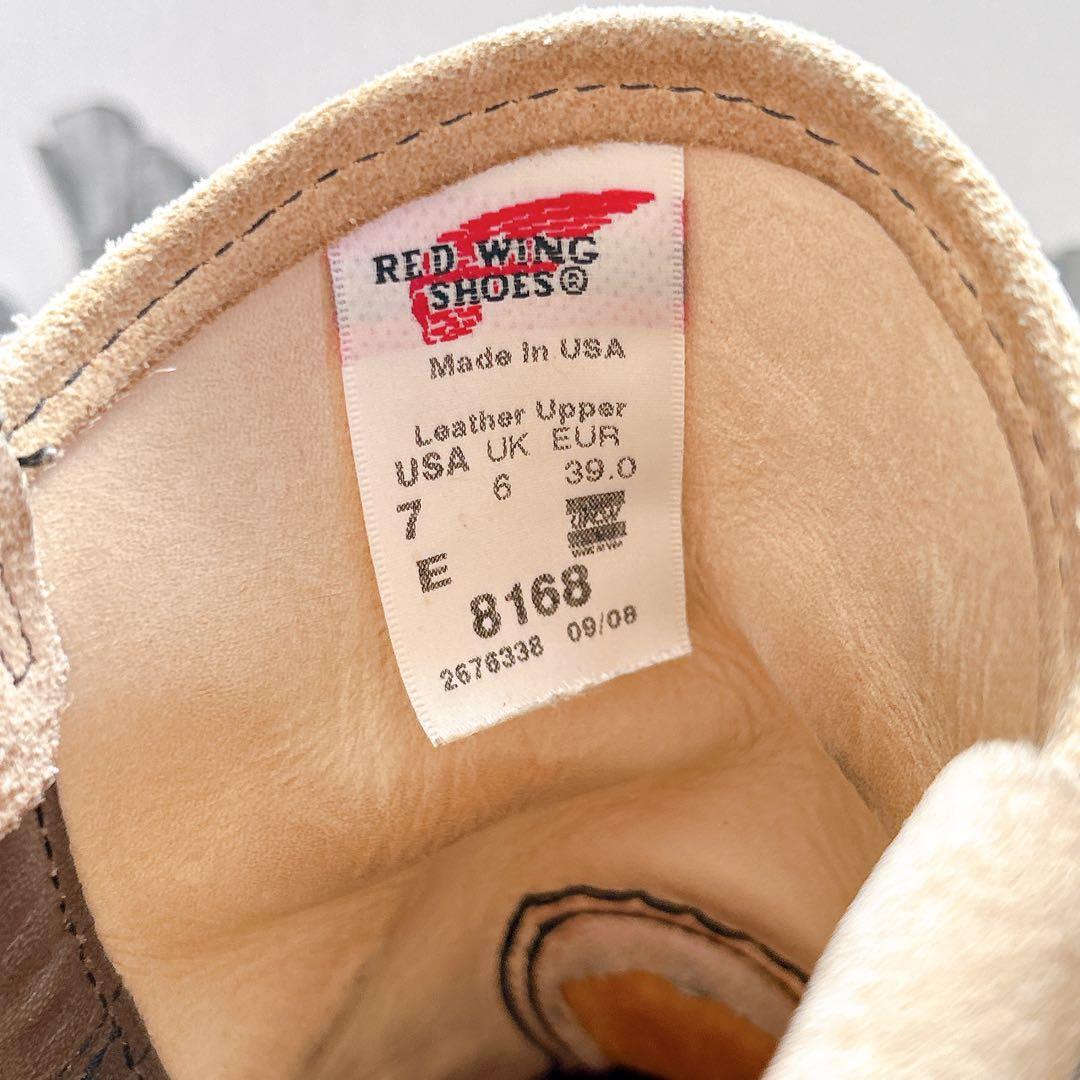 RED WING
SHOES®
Made in USA
Leather Upper
USA UK EUR
7 6 39.0
E
8168
2676338 09/08